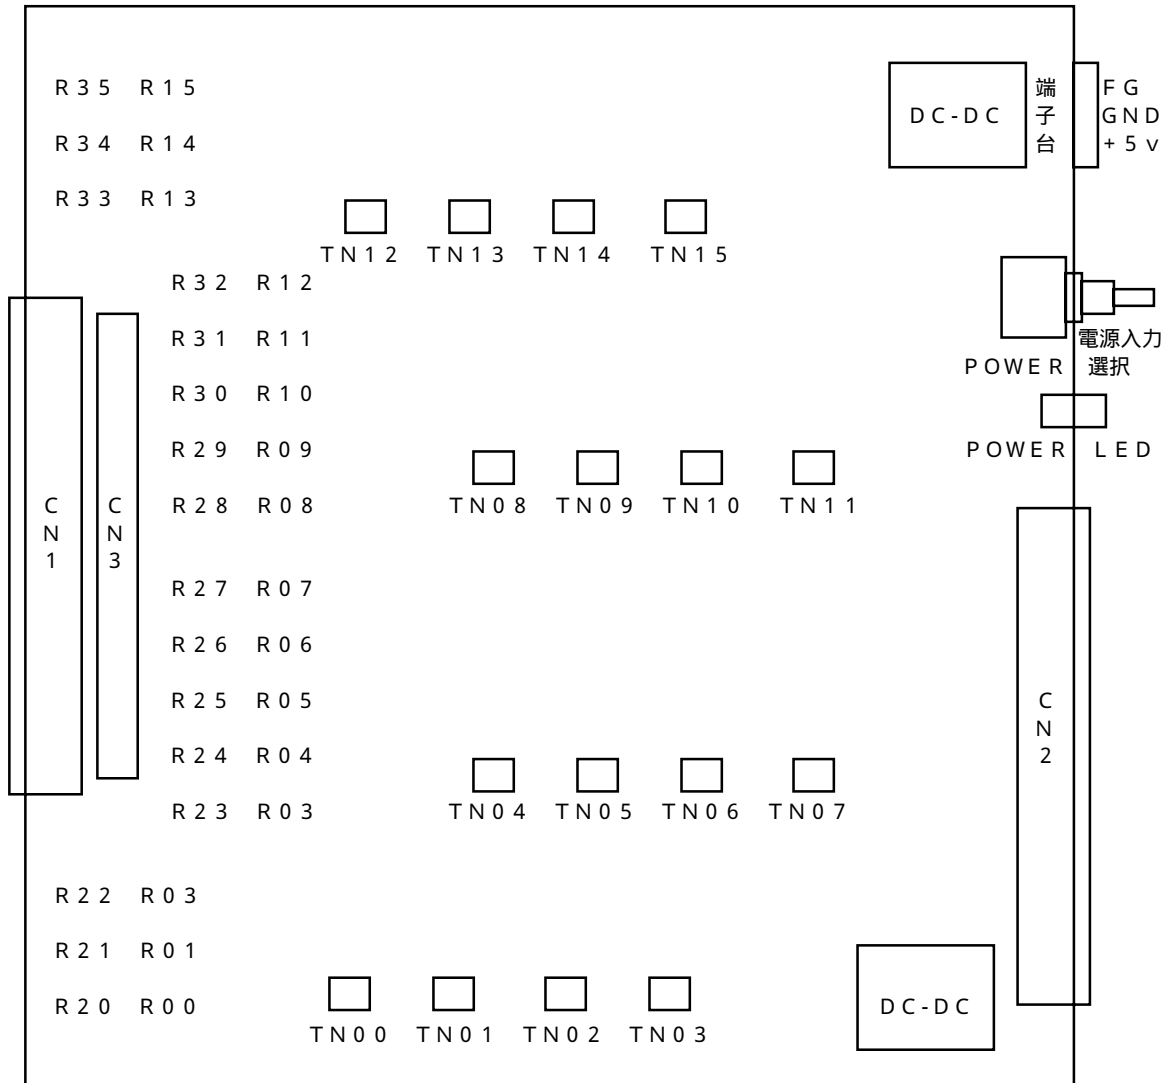 R35 R15
端子台
FG
DC-DC
GND
R34 R14
+5v
R33 R13
TN12 TN13 TN14 TN15
R32 R12
R31 R11
電源入力
POWER 選択
R30 R10
R29 R09
POWER LED
CN1
CN3
R28 R08
TN08 TN09 TN10 TN11
R27 R07
R26 R06
R25 R05
CN2
R24 R04
R23 R03
TN04 TN05 TN06 TN07
R22 R03
R21 R01
R20 R00
DC-DC
TN00 TN01 TN02 TN03